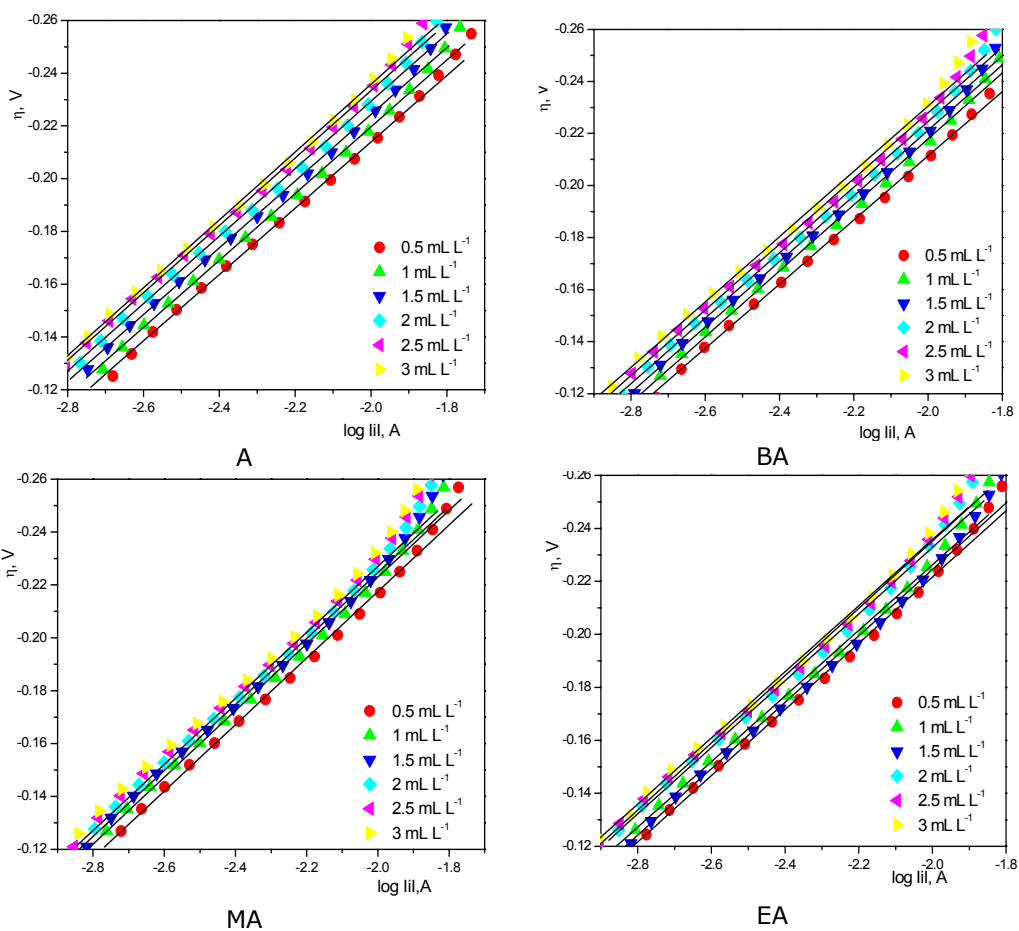 -0.26
-0.24
-0.22
-0.20
-0.18
-0.16
-0.14
-0.12
η, v
-2.8 -2.6 -2.4 -2.2 -2.0 -1.8
log IiI, A
0.5 mL L⁻¹
1 mL L⁻¹
1.5 mL L⁻¹
2 mL L⁻¹
2.5 mL L⁻¹
3 mL L⁻¹
A
-0.26
-0.24
-0.22
-0.20
-0.18
-0.16
-0.14
-0.12
η, V
-2.8 -2.6 -2.4 -2.2 -2.0 -1.8
log IiI, A
0.5 mL L⁻¹
1 mL L⁻¹
1.5 mL L⁻¹
2 mL L⁻¹
2.5 mL L⁻¹
3 mL L⁻¹
BA
-0.26
-0.24
-0.22
-0.20
-0.18
-0.16
-0.14
-0.12
η, V
-2.8 -2.6 -2.4 -2.2 -2.0 -1.8
log IiI,A
0.5 mL L⁻¹
1 mL L⁻¹
1.5 mL L⁻¹
2 mL L⁻¹
2.5 mL L⁻¹
3 mL L⁻¹
MA
-0.26
-0.24
-0.22
-0.20
-0.18
-0.16
-0.14
-0.12
η, V
-2.8 -2.6 -2.4 -2.2 -2.0 -1.8
log IiI, A
0.5 mL L⁻¹
1 mL L⁻¹
1.5 mL L⁻¹
2 mL L⁻¹
2.5 mL L⁻¹
3 mL L⁻¹
EA